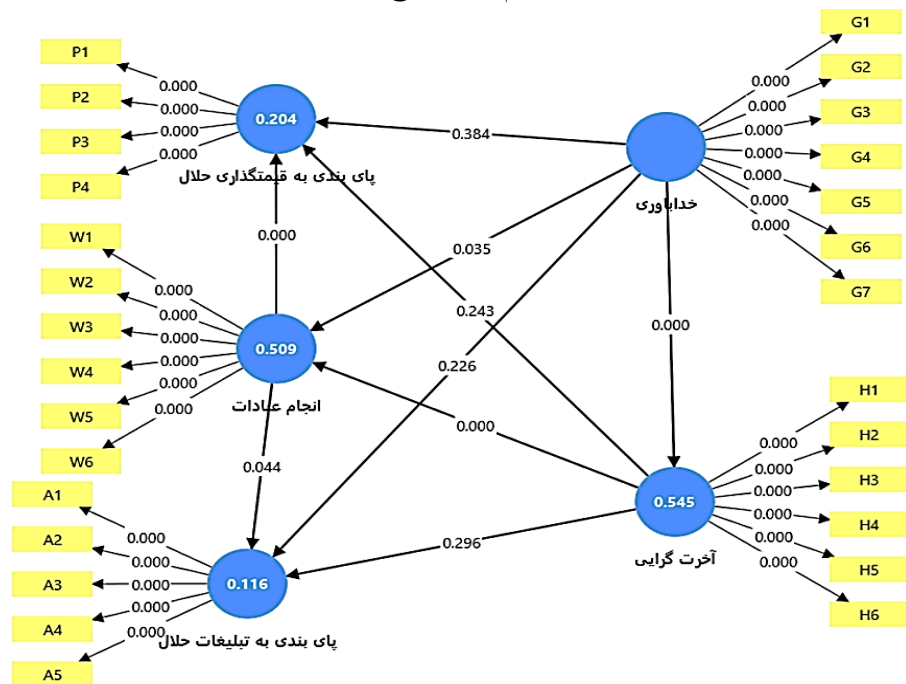 G1
P1
G2
0.000
0.000
P2
0.000
0.000
G3
0.204
0.000
0.000
P3
0.000
0.384
0.000
G4
0.000
پای بندی به قیمتگذاری حلال
0.000
G5
P4
خداباوری
0.000
0.000
G6
W1
0.000
0.035
G7
W2
0.000
0.000
0.243
0.000
W3
0.000
0.509
W4
0.000
0.226
0.000
H1
W5
0.000
انجام عبادات
0.000
0.000
H2
W6
0.044
0.000
H3
A1
0.000
0.545
0.000
H4
A2
0.000
0.296
آخرت گرایی
0.000
H5
0.000
A3
0.000
0.116
H6
A4
0.000
0.000
پای بندی به تبلیغات حلال
A5